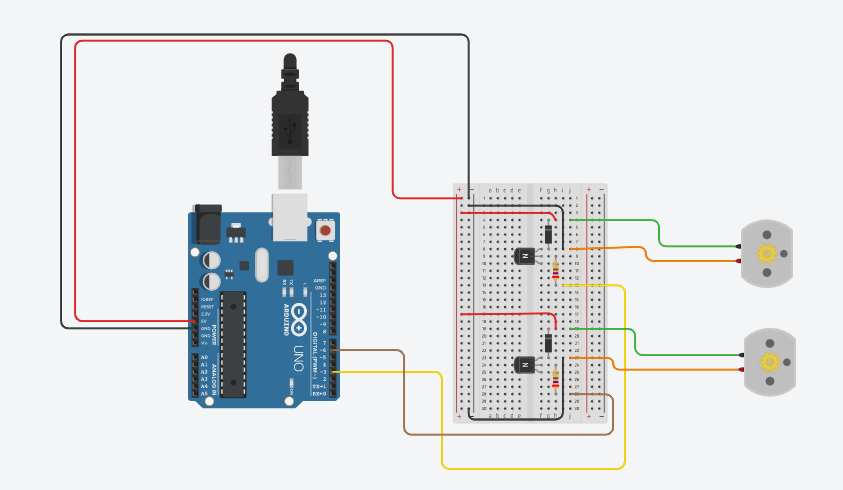 IOREF
RESET
3.3V
5V
GND
GND
Vin
POWER
A0
A1
A2
A3
A4
A5
ANALOG IN
AREF
GND
13
12
~11
~10
~9
8
7
~6
~5
4
~3
2
TX→1
RX←0
DIGITAL (PWM~)
RX TX L
ARDUINO
UNO
+ −
a b c d e f g h i j
+ −
N
N
+ −
a b c d e f g h i j
+ −